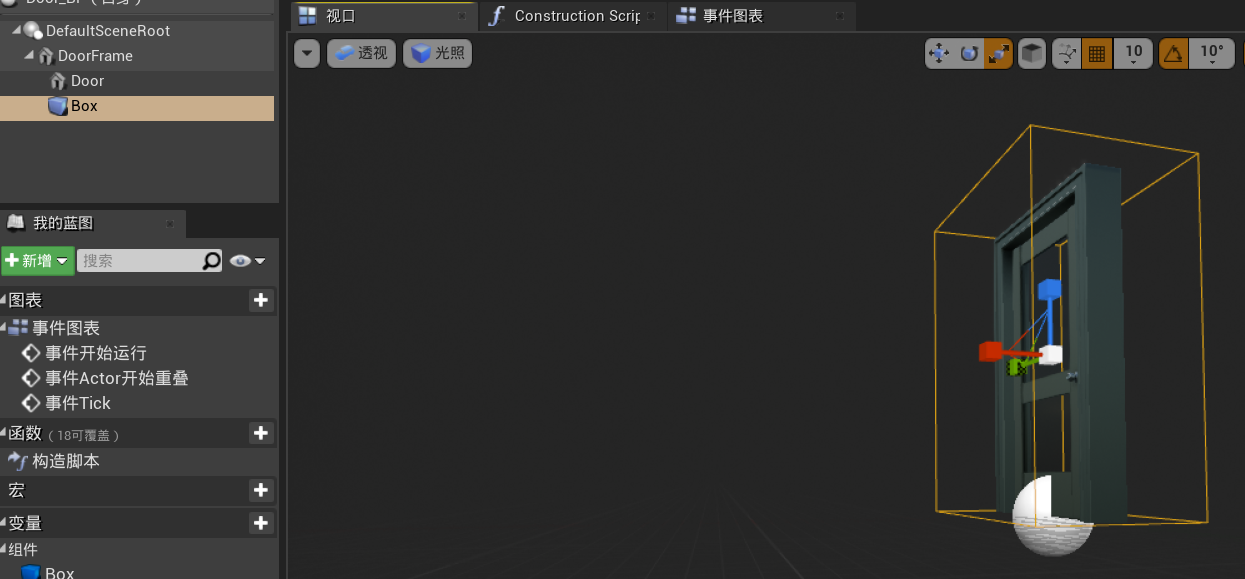 Door_BP (自身)
DefaultSceneRoot
DoorFrame
Door
Box
我的蓝图
新增
搜索
图表
事件图表
事件开始运行
事件Actor开始重叠
事件Tick
函数 (18可覆盖)
构造脚本
宏
变量
组件
Box
视口
Construction Scrip
事件图表
透视
光照
10
10°